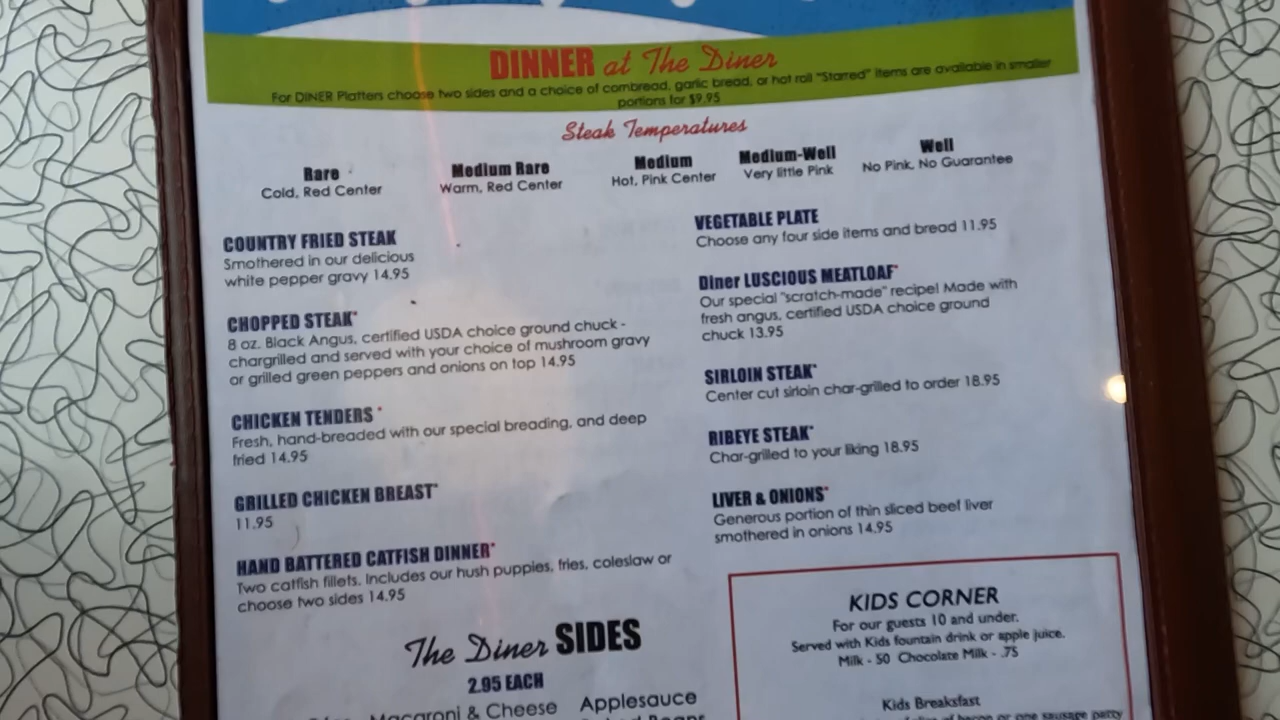 DINNER at The Diner
For DINER Platters choose two sides and a choice of cornbread, garlic bread, or hot roll "Starred" items are available in smaller
portions for $9.95
Steak Temperatures
Rare
Cold, Red Center
Medium Rare
Warm, Red Center
Medium
Hot, Pink Center
Medium-Well
Very little Pink
Well
No Pink, No Guarantee
COUNTRY FRIED STEAK
Smothered in our delicious
white pepper gravy 14.95
CHOPPED STEAK*
8 oz. Black Angus, certified USDA choice ground chuck -
chargrilled and served with your choice of mushroom gravy
or grilled green peppers and onions on top 14.95
CHICKEN TENDERS *
Fresh, hand-breaded with our special breading, and deep
fried 14.95
GRILLED CHICKEN BREAST*
11.95
HAND BATTERED CATFISH DINNER*
Two catfish fillets. Includes our hush puppies, fries, coleslaw or
choose two sides 14.95
The Diner SIDES
2.95 EACH
Macaroni & Cheese
Applesauce
VEGETABLE PLATE
Choose any four side items and bread 11.95
Diner LUSCIOUS MEATLOAF*
Our special "scratch-made" recipe! Made with
fresh angus, certified USDA choice ground
chuck 13.95
SIRLOIN STEAK*
Center cut sirloin char-grilled to order 18.95
RIBEYE STEAK*
Char-grilled to your liking 18.95
LIVER & ONIONS*
Generous portion of thin sliced beef liver
smothered in onions 14.95
KIDS CORNER
For our guests 10 and under.
Served with Kids fountain drink or apple juice.
Milk - 50 Chocolate Milk - .75
Kids Breaksfast
of bacon or one sausage patty